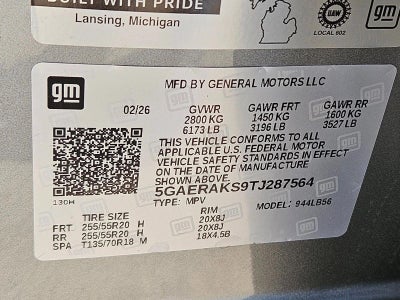 BUILT WITH PRIDE
Lansing, Michigan
UAW
LOCAL 602
gm
gm
MFD BY GENERAL MOTORS LLC
02/26 GVWR GAWR FRT GAWR RR
2800 KG 1450 KG 1600 KG
6173 LB 3196 LB 3527 LB
THIS VEHICLE CONFORMS TO ALL
APPLICABLE U.S. FEDERAL MOTOR
VEHICLE SAFETY STANDARDS IN EFFECT
ON THE DATE OF MANUFACTURE
SHOWN ABOVE.
5GAERAKS9TJ287564
TYPE: MPV MODEL: 944LB56
TIRE SIZE RIM
FRT 255/55R20 H 20X8J
RR 255/55R20 H 20X8J
SPA T135/70R18 M 18X4.5B